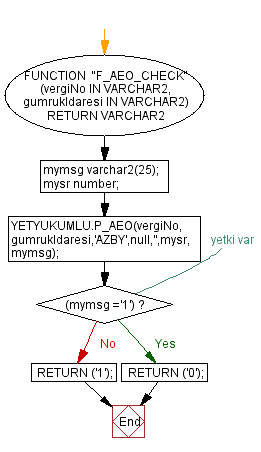 FUNCTION "F_AEO_CHECK"
(vergiNo IN VARCHAR2,
gumrukIdaresi IN VARCHAR2)
RETURN VARCHAR2
mymsg varchar2(25);
mysr number;
YETYUKUMLU.P_AEO(vergiNo,
gumrukIdaresi,'AZBY',null,'',mysr,
mymsg);
yetki var
(mymsg ='1') ?
No
Yes
RETURN ('1');
RETURN ('0');
End